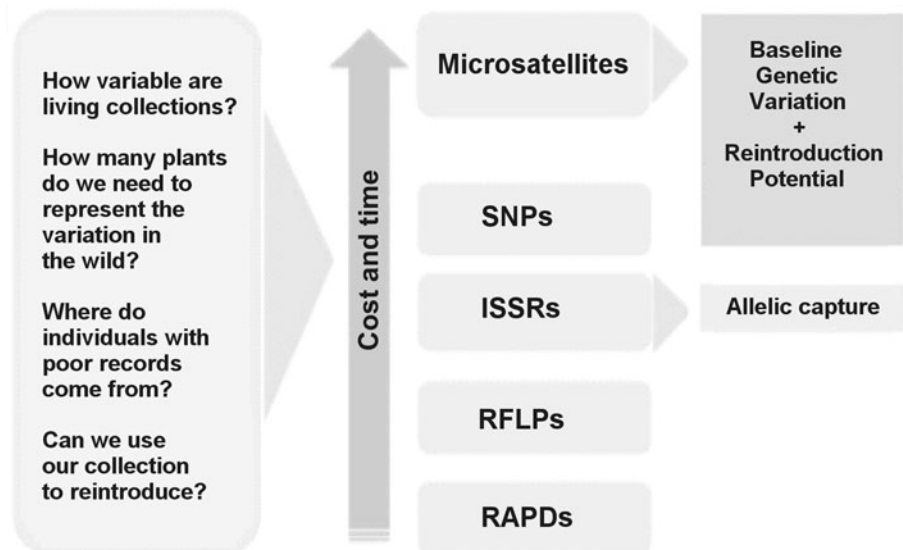 How variable are
living collections?
How many plants
do we need to
represent the
variation in
the wild?
Where do
individuals with
poor records
come from?
Can we use
our collection
to reintroduce?
Cost and time
Microsatellites
SNPs
ISSRs
RFLPs
RAPDs
Baseline
Genetic
Variation
+
Reintroduction
Potential
Allelic capture